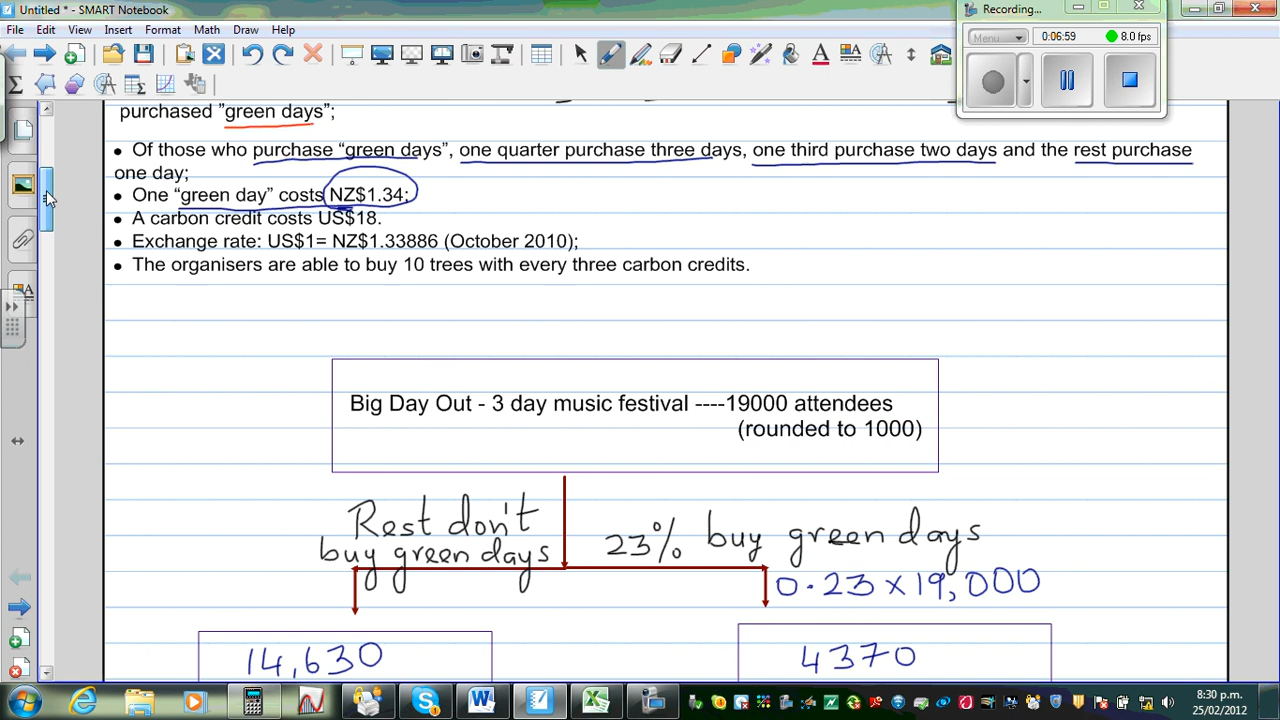 Untitled * - SMART Notebook
Recording...
File Edit View Insert Format Math Draw Help
Menu
0:06:59
8.0 fps
purchased "green days";
• Of those who purchase "green days", one quarter purchase three days, one third purchase two days and the rest purchase
one day;
• One "green day" costs NZ$1.34;
• A carbon credit costs US$18.
• Exchange rate: US$1= NZ$1.33886 (October 2010);
• The organisers are able to buy 10 trees with every three carbon credits.
Big Day Out - 3 day music festival ----19000 attendees
(rounded to 1000)
Rest don't
buy green days
23% buy green days
0.23 x 19,000
14,630
4370
8:30 p.m.
25/02/2012